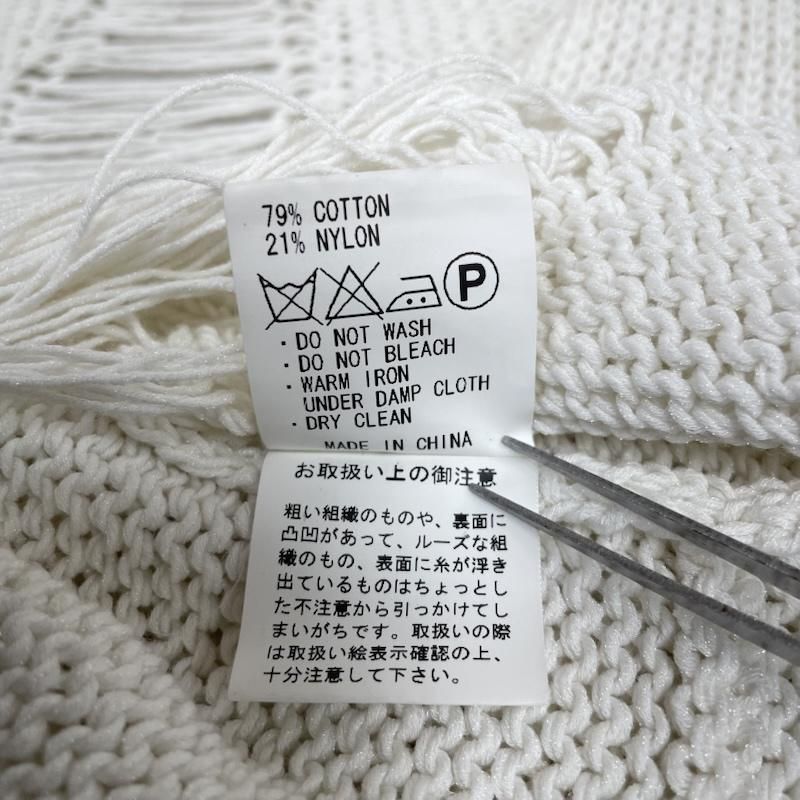 79% COTTON
21% NYLON
P
・DO NOT WASH
・DO NOT BLEACH
・WARM IRON
UNDER DAMP CLOTH
・DRY CLEAN
MADE IN CHINA
お取扱い上の御注意
粗い組織のものや、裏面に
凸凹があって、ルーズな組
織のもの、表面に糸が浮き
出ているものはちょっとし
た不注意から引っかけてし
まいがちです。取扱いの際
は取扱い絵表示確認の上、
十分注意して下さい。